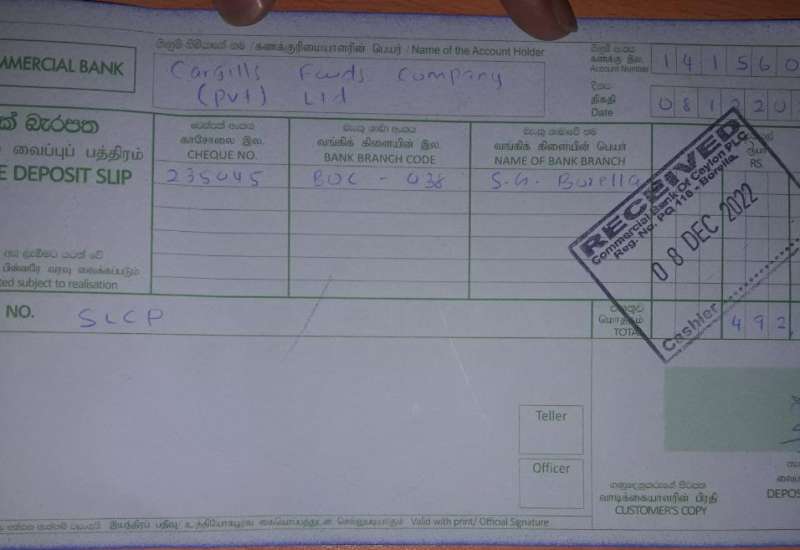 ගිණුම් හිමියාගේ නම / கணக்குரிமையாளரின் பெயர் / Name of the Account Holder
MMERCIAL BANK
Cargills Foods Company
(Pvt) Ltd
ගිණුම් අංකය
கணக்கு இல.
Account Number
1 4 1 5 6 0
දිනය
திகதி
Date
0 8 1 2 2 0
ක් බැරපත
வைப்புப் பத்திரம்
E DEPOSIT SLIP
චෙක්පත් අංකය
காசோலை இல.
CHEQUE NO.
බැංකු ශාඛා අංකය
வங்கிக் கிளையின் இல.
BANK BRANCH CODE
බැංකු ශාඛාවේ නම
வங்கிக் கிளையின் பெயர்
NAME OF BANK BRANCH
RS.
235045
BOC - 038
S.G. Borella
RECEIVED
Commercial Bank Of Ceylon PLC
Reg. No. PQ 116 - Borella
08 DEC 2022
Cashier
ted subject to realisation
NO.
SLCP
TOTAL
4 9 2
Teller
Officer
வாடிக்கையாளரின் பிரதி
CUSTOMER'S COPY
DEPO
Valid with print/ Official Signature